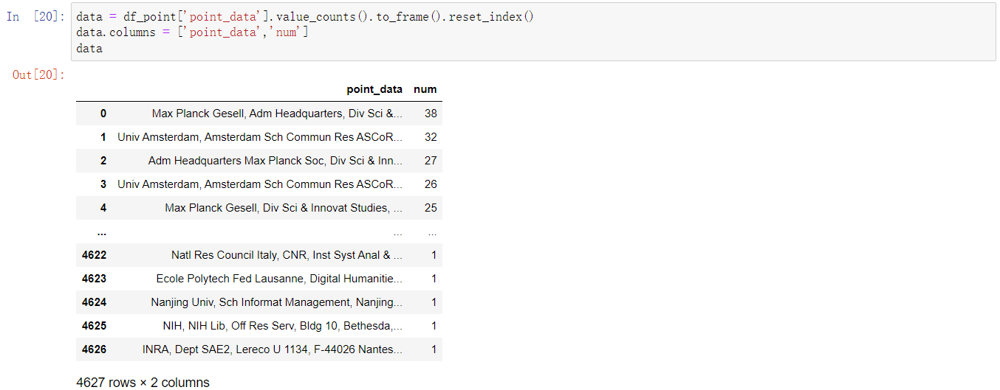 In [20]: data = df_point['point_data'].value_counts().to_frame().reset_index()
data.columns = ['point_data','num']
data
Out[20]:
point_data num
0 Max Planck Gesell, Adm Headquarters, Div Sci &... 38
1 Univ Amsterdam, Amsterdam Sch Commun Res ASCoR... 32
2 Adm Headquarters Max Planck Soc, Div Sci & Inn... 27
3 Univ Amsterdam, Amsterdam Sch Commun Res ASCoR... 26
4 Max Planck Gesell, Div Sci & Innovat Studies, ... 25
... ... ...
4622 Natl Res Council Italy, CNR, Inst Syst Anal & ... 1
4623 Ecole Polytech Fed Lausanne, Digital Humanitie... 1
4624 Nanjing Univ, Sch Informat Management, Nanjing... 1
4625 NIH, NIH Lib, Off Res Serv, Bldg 10, Bethesda,... 1
4626 INRA, Dept SAE2, Lereco U 1134, F-44026 Nantes... 1
4627 rows × 2 columns